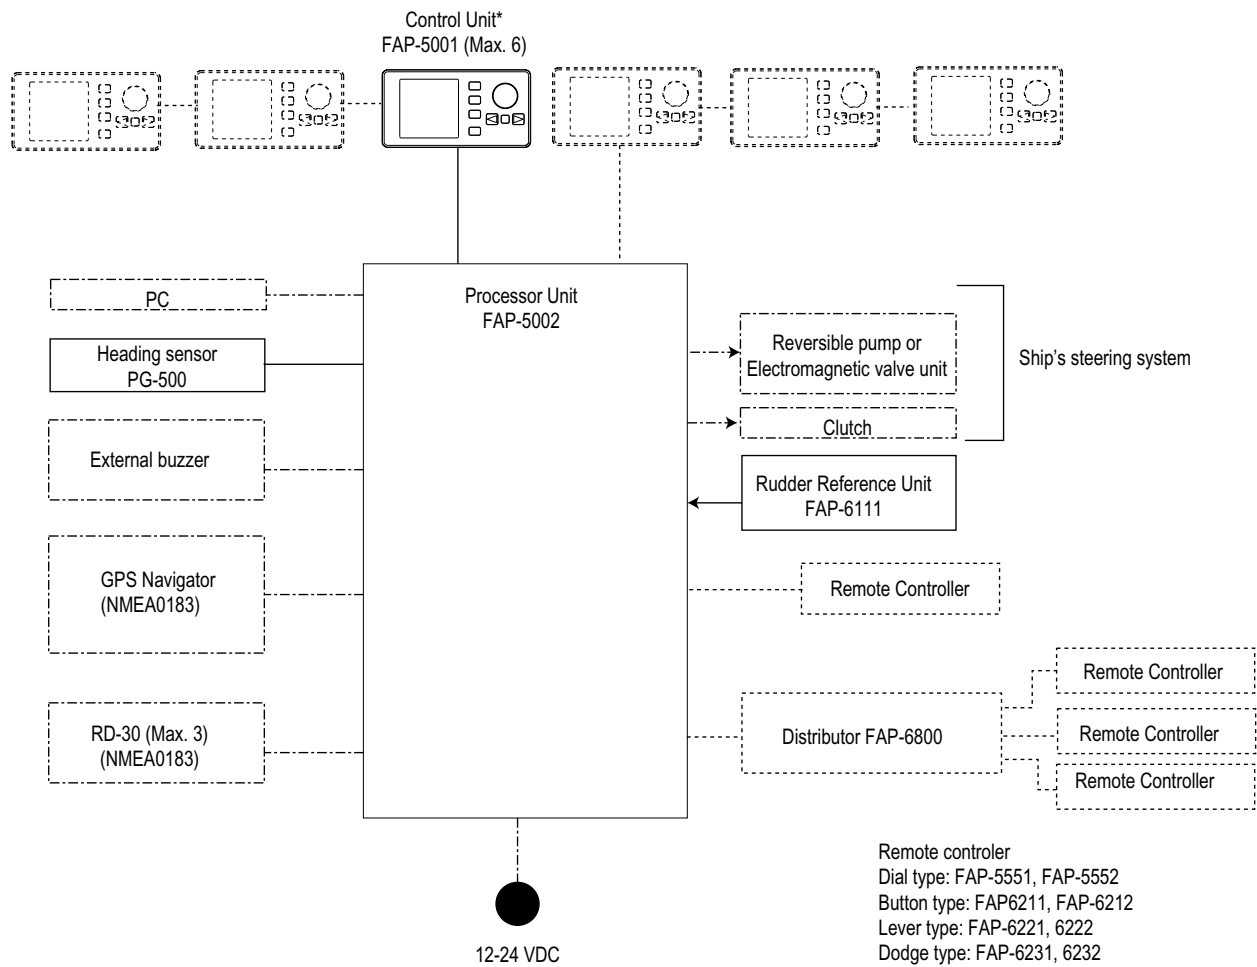 Control Unit*
FAP-5001 (Max. 6)
Processor Unit
FAP-5002
PC
Heading sensor
PG-500
External buzzer
GPS Navigator
(NMEA0183)
RD-30 (Max. 3)
(NMEA0183)
Reversible pump or
Electromagnetic valve unit
Clutch
Ship's steering system
Rudder Reference Unit
FAP-6111
Remote Controller
Distributor FAP-6800
Remote Controller
Remote Controller
Remote Controller
12-24 VDC
Remote controler
Dial type: FAP-5551, FAP-5552
Button type: FAP6211, FAP-6212
Lever type: FAP-6221, 6222
Dodge type: FAP-6231, 6232